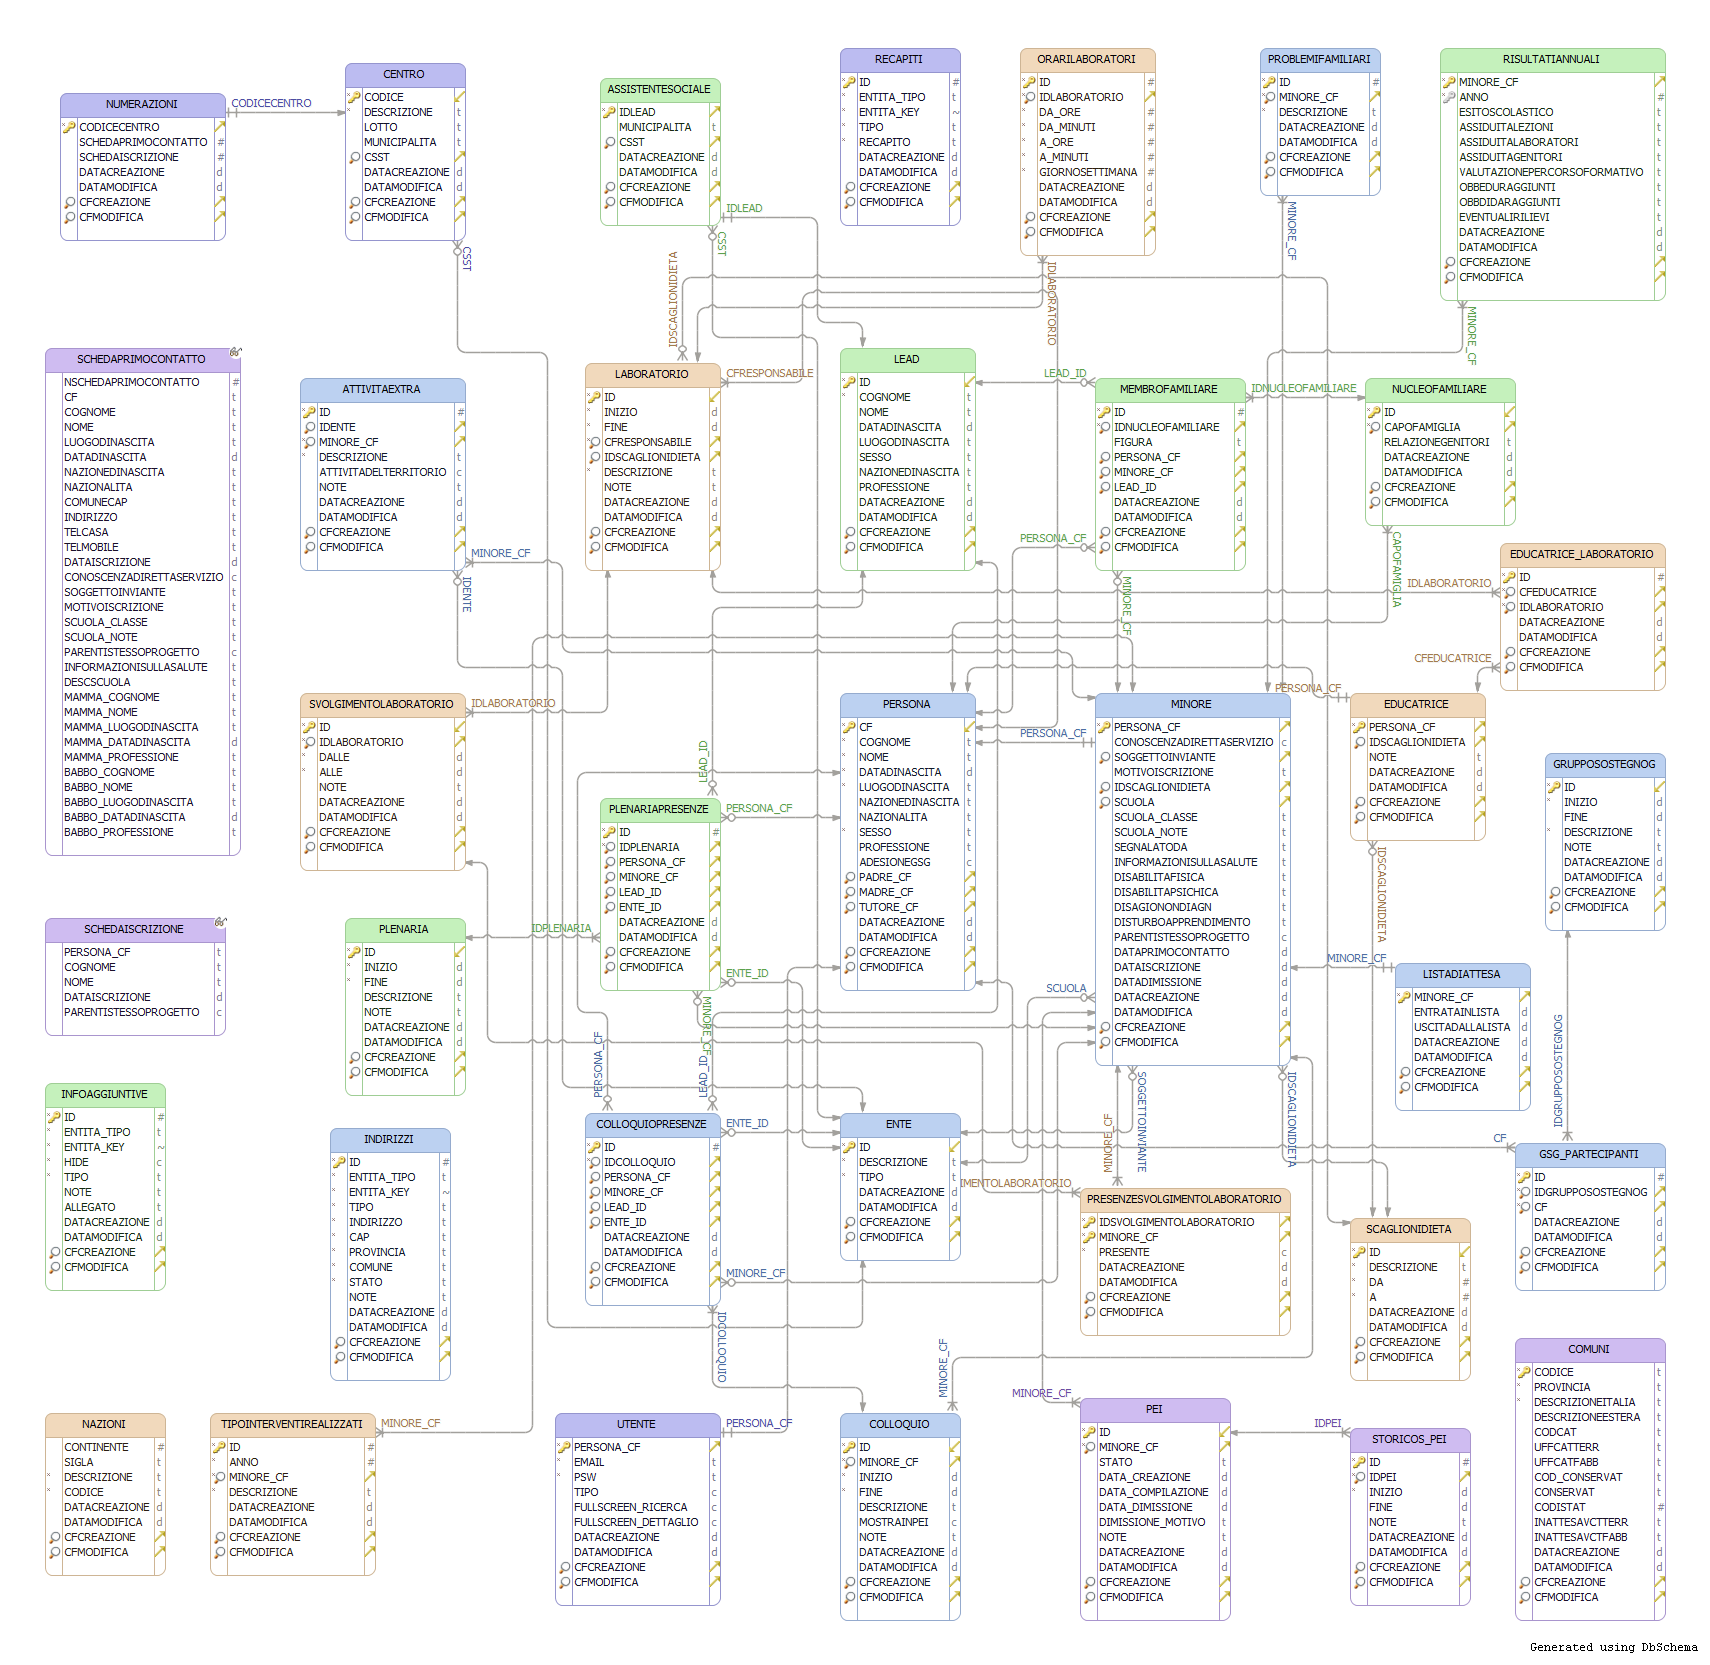 NUMERAZIONI
CODICECENTRO
SCHEDAPRIMOCONTATTO #
SCHEDAISCRIZIONE #
DATACREAZIONE d
DATAMODIFICA d
CFCREAZIONE
CFMODIFICA
CODICECENTRO
CENTRO
CODICE
DESCRIZIONE t
LOTTO t
MUNICIPALITA t
CSST
DATACREAZIONE d
DATAMODIFICA d
CFCREAZIONE
CFMODIFICA
CSST
ASSISTENTESOCIALE
IDLEAD
MUNICIPALITA t
CSST
DATACREAZIONE d
DATAMODIFICA d
CFCREAZIONE
CFMODIFICA
IDLEAD
CSST
RECAPITI
ID #
ENTITA_TIPO t
ENTITA_KEY ~
TIPO t
RECAPITO t
DATACREAZIONE d
DATAMODIFICA d
CFCREAZIONE
CFMODIFICA
ORARILABORATORI
ID #
IDLABORATORIO
DA_ORE #
DA_MINUTI #
A_ORE #
A_MINUTI #
GIORNOSETTIMANA #
DATACREAZIONE d
DATAMODIFICA d
CFCREAZIONE
CFMODIFICA
IDLABORATORIO
PROBLEMIFAMILIARI
ID #
MINORE_CF
DESCRIZIONE t
DATACREAZIONE d
DATAMODIFICA d
CFCREAZIONE
CFMODIFICA
MINORE_CF
RISULTATIANNUALI
MINORE_CF
ANNO #
ESITOSCOLASTICO t
ASSIDUITALEZIONI t
ASSIDUITALABORATORI t
ASSIDUITAGENITORI t
VALUTAZIONEPERCORSOFORMATIVO t
OBBEDURAGGIUNTI t
OBBDIDARAGGIUNTI t
EVENTUALIRILIEVI t
DATACREAZIONE d
DATAMODIFICA d
CFCREAZIONE
CFMODIFICA
MINORE_CF
SCHEDAPRIMOCONTATTO
NSCHEDAPRIMOCONTATTO #
CF t
COGNOME t
NOME t
LUOGODINASCITA t
DATADINASCITA d
NAZIONEDINASCITA t
NAZIONALITA t
COMUNECAP t
INDIRIZZO t
TELCASA t
TELMOBILE t
DATAISCRIZIONE d
CONOSCENZADIRETTASERVIZIO c
SOGGETTOINVIANTE t
MOTIVOISCRIZIONE t
SCUOLA_CLASSE t
SCUOLA_NOTE t
PARENTISTESSOPROGETTO c
INFORMAZIONISULLASALUTE t
DESCSCUOLA t
MAMMA_COGNOME t
MAMMA_NOME t
MAMMA_LUOGODINASCITA t
MAMMA_DATADINASCITA d
MAMMA_PROFESSIONE t
BABBO_COGNOME t
BABBO_NOME t
BABBO_LUOGODINASCITA t
BABBO_DATADINASCITA d
BABBO_PROFESSIONE t
ATTIVITAEXTRA
ID #
IDENTE
MINORE_CF
DESCRIZIONE t
ATTIVITADELTERRITORIO c
NOTE t
DATACREAZIONE d
DATAMODIFICA d
CFCREAZIONE
CFMODIFICA
MINORE_CF
IDENTE
IDSCAGLIONIDIETA
LABORATORIO
ID
INIZIO d
FINE d
CFRESPONSABILE
IDSCAGLIONIDIETA
DESCRIZIONE t
NOTE t
DATACREAZIONE d
DATAMODIFICA d
CFCREAZIONE
CFMODIFICA
CFRESPONSABILE
LEAD
ID
COGNOME t
NOME t
DATADINASCITA d
LUOGODINASCITA t
SESSO t
NAZIONEDINASCITA t
PROFESSIONE t
DATACREAZIONE d
DATAMODIFICA d
CFCREAZIONE
CFMODIFICA
LEAD_ID
MEMBROFAMILIARE
ID #
IDNUCLEOFAMILIARE
FIGURA t
PERSONA_CF
MINORE_CF
LEAD_ID
DATACREAZIONE d
DATAMODIFICA d
CFCREAZIONE
CFMODIFICA
IDNUCLEOFAMILIARE
PERSONA_CF
MINORE_CF
NUCLEOFAMILIARE
ID
CAPOFAMIGLIA
RELAZIONEGENITORI t
DATACREAZIONE d
DATAMODIFICA d
CFCREAZIONE
CFMODIFICA
CAPOFAMIGLIA
EDUCATRICE_LABORATORIO
ID #
CFEDUCATRICE
IDLABORATORIO
DATACREAZIONE d
DATAMODIFICA d
CFCREAZIONE
CFMODIFICA
IDLABORATORIO
CFEDUCATRICE
SVOLGIMENTOLABORATORIO
ID
IDLABORATORIO
DALLE d
ALLE d
NOTE t
DATACREAZIONE d
DATAMODIFICA d
CFCREAZIONE
CFMODIFICA
IDLABORATORIO
LEAD_ID
PLENARIAPRESENZE
ID #
IDPLENARIA
PERSONA_CF
MINORE_CF
LEAD_ID
ENTE_ID
DATACREAZIONE d
DATAMODIFICA d
CFCREAZIONE
CFMODIFICA
PERSONA_CF
IDPLENARIA
ENTE_ID
MINORE_CF
PERSONA
CF
COGNOME t
NOME t
DATADINASCITA d
LUOGODINASCITA t
NAZIONEDINASCITA t
NAZIONALITA t
SESSO t
PROFESSIONE t
ADESIONEGSG c
PADRE_CF
MADRE_CF
TUTORE_CF
DATACREAZIONE d
DATAMODIFICA d
CFCREAZIONE
CFMODIFICA
PERSONA_CF
MINORE
PERSONA_CF
CONOSCENZADIRETTASERVIZIO c
SOGGETTOINVIANTE
MOTIVOISCRIZIONE t
IDSCAGLIONIDIETA
SCUOLA
SCUOLA_CLASSE t
SCUOLA_NOTE t
SEGNALATODA t
INFORMAZIONISULLASALUTE t
DISABILITAFISICA t
DISABILITAPSICHICA t
DISAGIONONDIAGN t
DISTURBOAPPRENDIMENTO t
PARENTISTESSOPROGETTO c
DATAPRIMOCONTATTO d
DATAISCRIZIONE d
DATADIMISSIONE d
DATACREAZIONE d
DATAMODIFICA d
CFCREAZIONE
CFMODIFICA
SCUOLA
SOGGETTOINVIANTE
IDSCAGLIONIDIETA
PERSONA_CF
EDUCATRICE
PERSONA_CF
IDSCAGLIONIDIETA
NOTE t
DATACREAZIONE d
DATAMODIFICA d
CFCREAZIONE
CFMODIFICA
IDSCAGLIONIDIETA
GRUPPOSOSTEGNOG
ID
INIZIO d
FINE d
DESCRIZIONE t
NOTE t
DATACREAZIONE d
DATAMODIFICA d
CFCREAZIONE
CFMODIFICA
SCHEDAISCRIZIONE
PERSONA_CF t
COGNOME t
NOME t
DATAISCRIZIONE d
PARENTISTESSOPROGETTO c
PLENARIA
ID
INIZIO d
FINE d
DESCRIZIONE t
NOTE t
DATACREAZIONE d
DATAMODIFICA d
CFCREAZIONE
CFMODIFICA
MINORE_CF
LISTADIATTESA
MINORE_CF
ENTRATAINLISTA d
USCITADALLALISTA d
DATACREAZIONE d
DATAMODIFICA d
CFCREAZIONE
CFMODIFICA
IDGRUPPOSOSTEGNOG
INFOAGGIUNTIVE
ID #
ENTITA_TIPO t
ENTITA_KEY ~
HIDE c
TIPO t
NOTE t
ALLEGATO t
DATACREAZIONE d
DATAMODIFICA d
CFCREAZIONE
CFMODIFICA
INDIRIZZI
ID #
ENTITA_TIPO t
ENTITA_KEY ~
TIPO t
INDIRIZZO t
CAP t
PROVINCIA t
COMUNE t
STATO t
NOTE t
DATACREAZIONE d
DATAMODIFICA d
CFCREAZIONE
CFMODIFICA
PERSONA_CF
LEAD_ID
COLLOQUIOPRESENZE
ID #
IDCOLLOQUIO
PERSONA_CF
MINORE_CF
LEAD_ID
ENTE_ID
DATACREAZIONE d
DATAMODIFICA d
CFCREAZIONE
CFMODIFICA
ENTE_ID
MINORE_CF
IDCOLLOQUIO
ENTE
ID
DESCRIZIONE t
TIPO t
DATACREAZIONE d
DATAMODIFICA d
CFCREAZIONE
CFMODIFICA
MINORE_CF
IMENTOLABORATORIO
PRESENZESVOLGIMENTOLABORATORIO
IDSVOLGIMENTOLABORATORIO
MINORE_CF
PRESENTE c
DATACREAZIONE d
DATAMODIFICA d
CFCREAZIONE
CFMODIFICA
SCAGLIONIDIETA
ID
DESCRIZIONE t
DA #
A #
DATACREAZIONE d
DATAMODIFICA d
CFCREAZIONE
CFMODIFICA
CF
GSG_PARTECIPANTI
ID #
IDGRUPPOSOSTEGNOG
CF
DATACREAZIONE d
DATAMODIFICA d
CFCREAZIONE
CFMODIFICA
NAZIONI
CONTINENTE #
SIGLA t
DESCRIZIONE t
CODICE t
DATACREAZIONE d
DATAMODIFICA d
CFCREAZIONE
CFMODIFICA
TIPOINTERVENTIREALIZZATI
ID #
ANNO #
MINORE_CF
DESCRIZIONE t
DATACREAZIONE d
DATAMODIFICA d
CFCREAZIONE
CFMODIFICA
MINORE_CF
UTENTE
PERSONA_CF
EMAIL t
PSW t
TIPO c
FULLSCREEN_RICERCA c
FULLSCREEN_DETTAGLIO c
DATACREAZIONE d
DATAMODIFICA d
CFCREAZIONE
CFMODIFICA
PERSONA_CF
MINORE_CF
COLLOQUIO
ID
MINORE_CF
INIZIO d
FINE d
DESCRIZIONE t
MOSTRAINPEI c
NOTE t
DATACREAZIONE d
DATAMODIFICA d
CFCREAZIONE
CFMODIFICA
MINORE_CF
PEI
ID
MINORE_CF
STATO t
DATA_CREAZIONE d
DATA_COMPILAZIONE d
DATA_DIMISSIONE d
DIMISSIONE_MOTIVO t
NOTE t
DATACREAZIONE d
DATAMODIFICA d
CFCREAZIONE
CFMODIFICA
IDPEI
STORICOS_PEI
ID #
IDPEI
INIZIO d
FINE d
NOTE t
DATACREAZIONE d
DATAMODIFICA d
CFCREAZIONE
CFMODIFICA
COMUNI
CODICE t
PROVINCIA t
DESCRIZIONEITALIA t
DESCRIZIONEESTERA t
CODCAT t
UFFCATTERR t
UFFCATFABB t
COD_CONSERVAT t
CONSERVAT t
CODISTAT #
INATTESAVCTTERR t
INATTESAVCTFABB t
DATACREAZIONE d
DATAMODIFICA d
CFCREAZIONE
CFMODIFICA
Generated using DbSchema